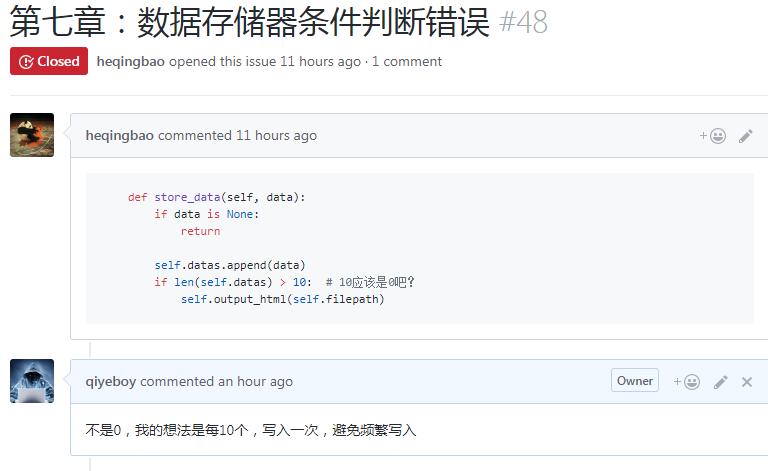 第七章：数据存储器条件判断错误 #48
Closed heqingbao opened this issue 11 hours ago · 1 comment
heqingbao commented 11 hours ago
def store_data(self, data):
if data is None:
return
self.datas.append(data)
if len(self.datas) > 10:  # 10应该是0吧？
self.output_html(self.filepath)
qiyeboy commented an hour ago Owner
不是0，我的想法是每10个，写入一次，避免频繁写入